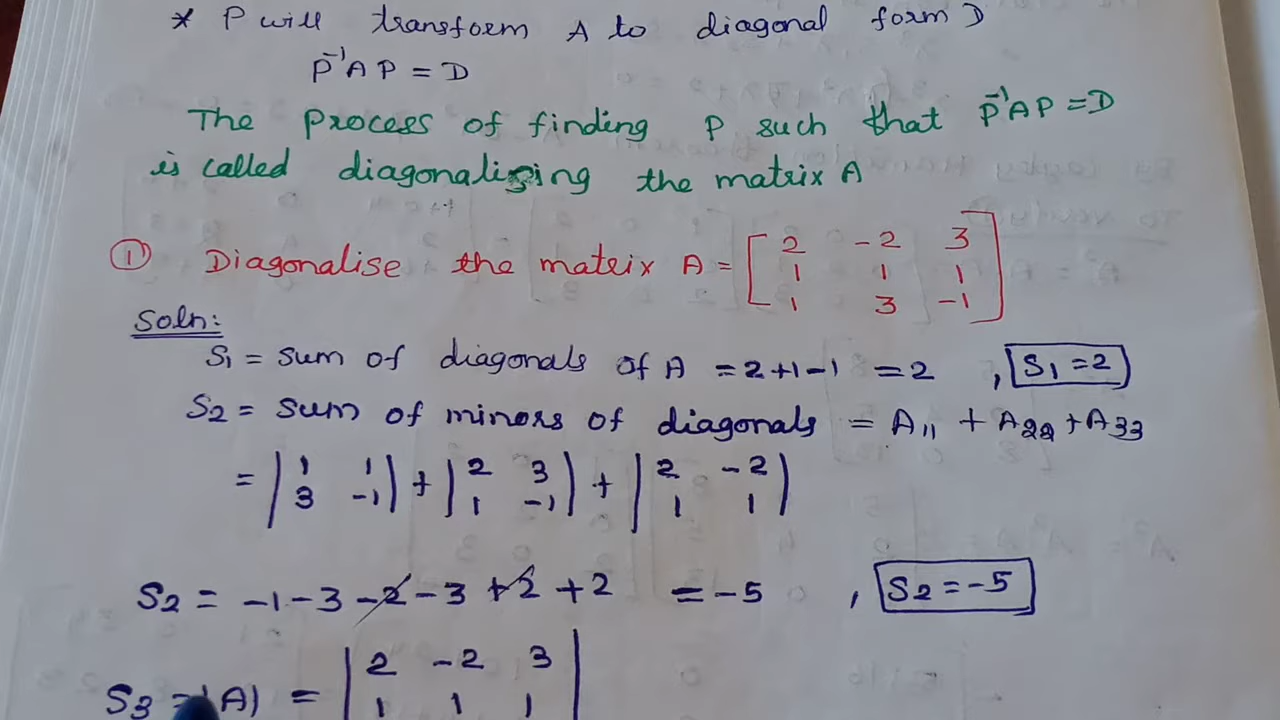 * P will transform A to diagonal form D
P⁻¹AP = D
The process of finding P such that P⁻¹AP = D
is called diagonalising the matrix A
① Diagonalise the matrix A = [ 2 -2 3
1 1 1
1 3 -1 ]
Soln:
S₁ = sum of diagonals of A = 2+1-1 = 2 , S₁ = 2
S₂ = sum of minors of diagonals = A₁₁ + A₂₂ + A₃₃
= | 1 1 | + | 2 3 | + | 2 -2 |
| 3 -1 | | 1 -1 | | 1 1 |
S₂ = -1 -3 -2 -3 +2 +2 = -5 , S₂ = -5
S₃ = |A| = | 2 -2 3 |
| 1 1 1 |